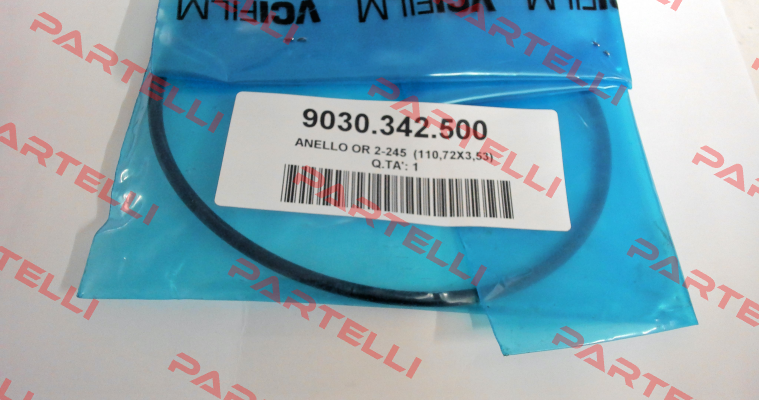 VCIFILM VCIFILM
9030.342.500
ANELLO OR 2-245 (110,72X3,53)
Q.TA': 1
PARTELLI
PARTELLI
PARTELLI
PARTELLI
PARTELLI
PARTELLI
PARTELLI
PARTELLI